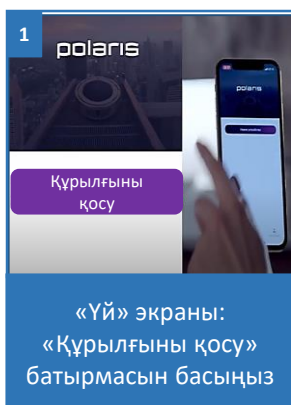 1
polaris
polaris
Құрылғыны
қосу
«Үй» экраны:
«Құрылғыны қосу»
батырмасын басыңыз